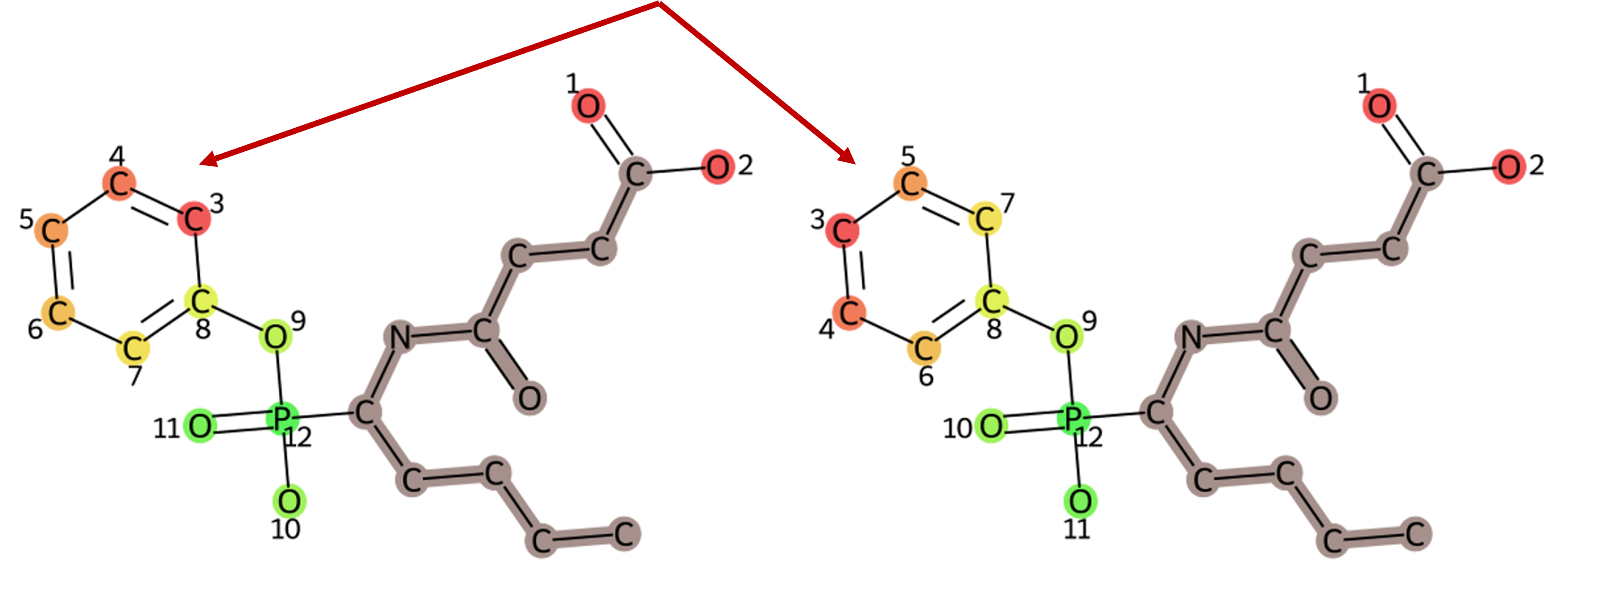 1 1
O O
4 C O 2 5 C O 2
C 3 C 7
5 C 3 C
C C C C
C C
6 C C O 9 N C 4 C C O 9 N C
C 8 C 8
7 O 6 O
11 O P C 10 O P C
12 12
C C C C
O O
10 11
C C C C